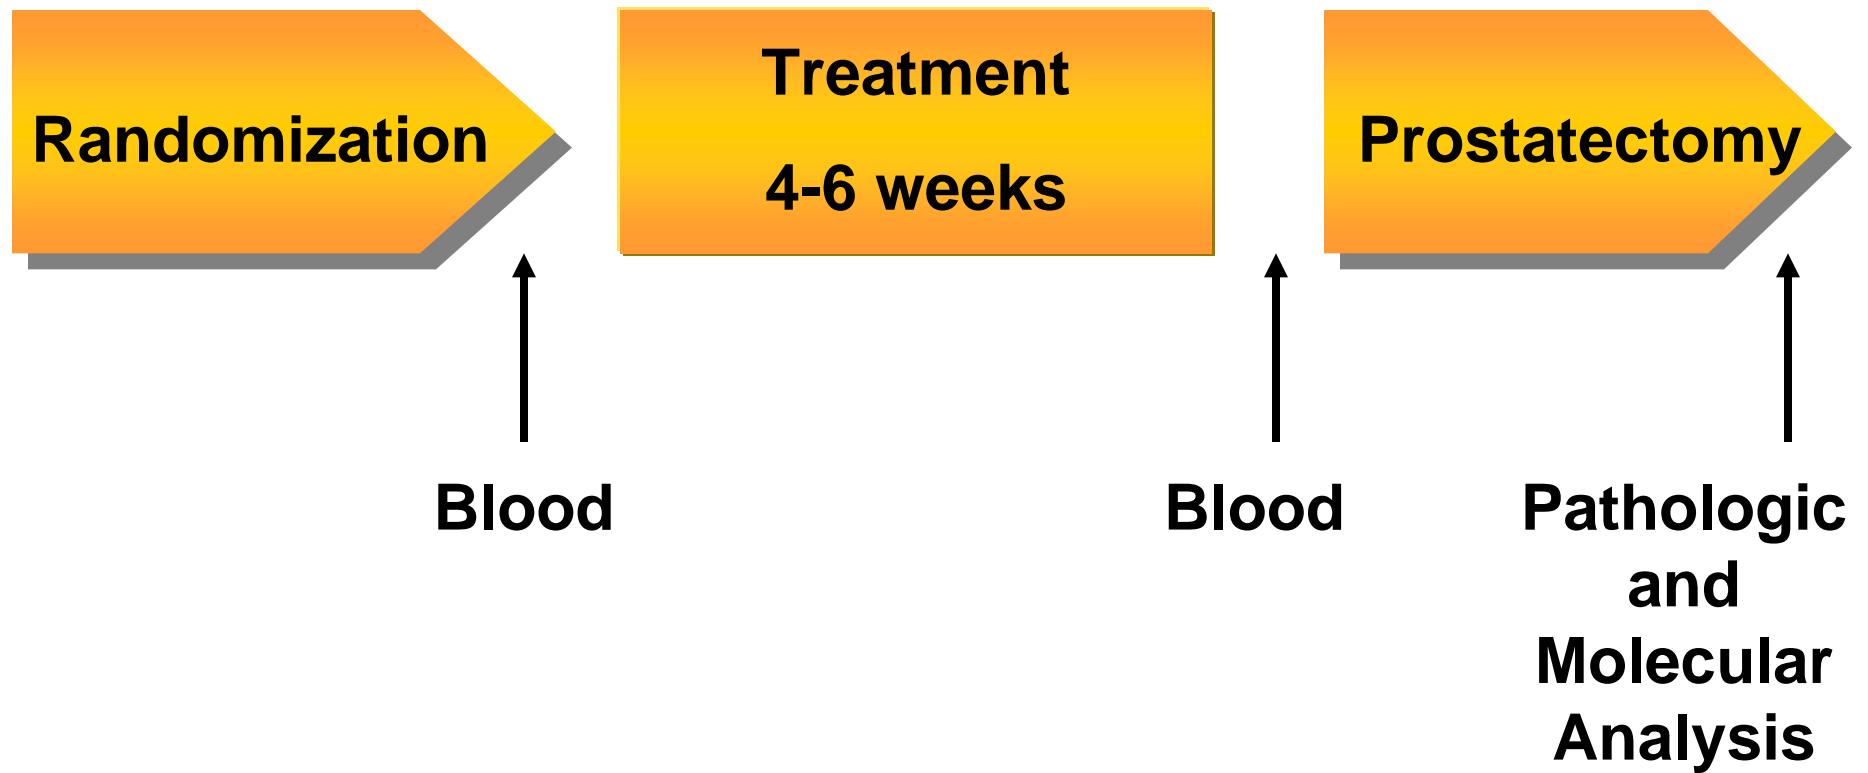 Randomization
Treatment
4-6 weeks
Prostatectomy
Blood
Blood
Pathologic
and
Molecular
Analysis